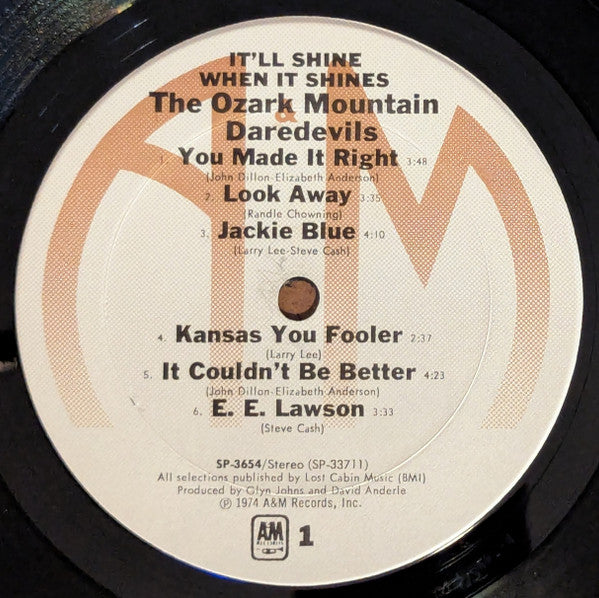 IT'LL SHINE
WHEN IT SHINES
The Ozark Mountain
&
Daredevils
1. You Made It Right 3:48
(John Dillon-Elizabeth Anderson)
2. Look Away 3:35
(Randle Chowning)
3. Jackie Blue 4:10
(Larry Lee-Steve Cash)
4. Kansas You Fooler 2:37
(Larry Lee)
5. It Couldn't Be Better 4:23
(John Dillon-Elizabeth Anderson)
6. E. E. Lawson 3:33
(Steve Cash)
SP-3654/Stereo (SP-33711)
All selections published by Lost Cabin Music (BMI)
Produced by Glyn Johns and David Anderle
℗ 1974 A&M Records, Inc.
AM 1
RECORDS